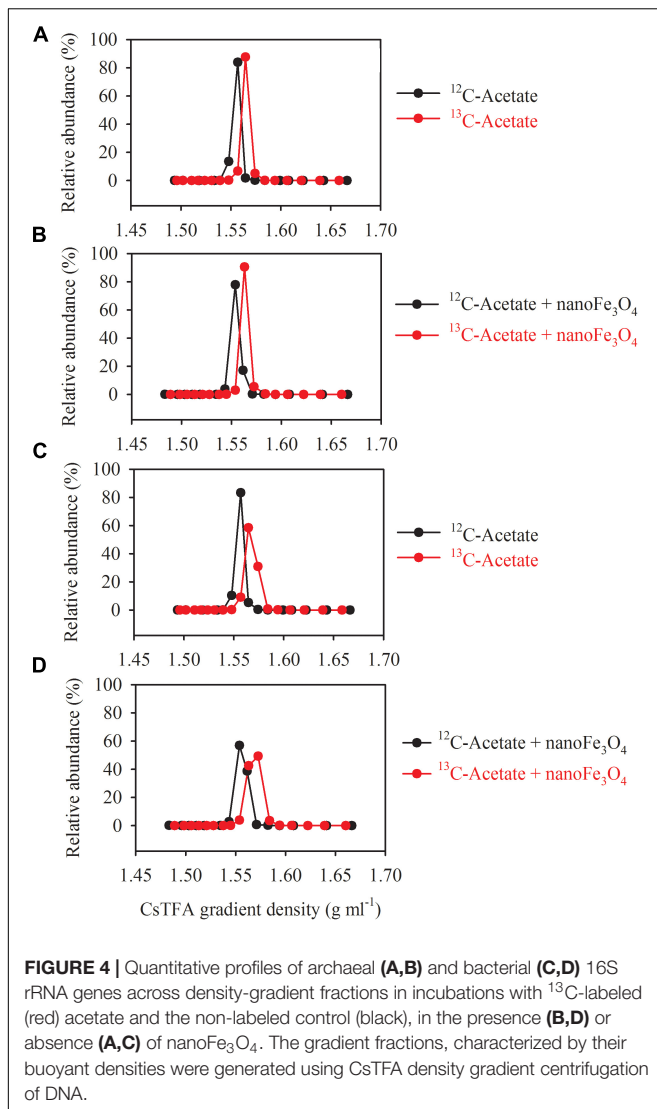 A
Relative abundance (%)
100
80
60
40
20
0
1.45 1.50 1.55 1.60 1.65 1.70
¹²C-Acetate
¹³C-Acetate
B
Relative abundance (%)
100
80
60
40
20
0
1.45 1.50 1.55 1.60 1.65 1.70
¹²C-Acetate + nanoFe₃O₄
¹³C-Acetate + nanoFe₃O₄
C
Relative abundance (%)
100
80
60
40
20
0
1.45 1.50 1.55 1.60 1.65 1.70
¹²C-Acetate
¹³C-Acetate
D
Relative abundance (%)
100
80
60
40
20
0
1.45 1.50 1.55 1.60 1.65 1.70
¹²C-Acetate + nanoFe₃O₄
¹³C-Acetate + nanoFe₃O₄
CsTFA gradient density (g ml⁻¹)
FIGURE 4 | Quantitative profiles of archaeal (A,B) and bacterial (C,D) 16S
rRNA genes across density-gradient fractions in incubations with ¹³C-labeled
(red) acetate and the non-labeled control (black), in the presence (B,D) or
absence (A,C) of nanoFe₃O₄. The gradient fractions, characterized by their
buoyant densities were generated using CsTFA density gradient centrifugation
of DNA.